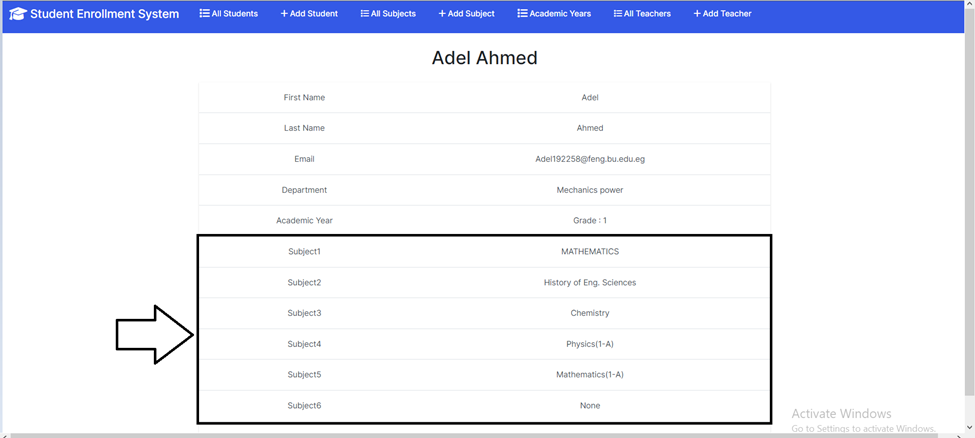 Student Enrollment System All Students + Add Student All Subjects + Add Subject Academic Years All Teachers + Add Teacher
Adel Ahmed
First Name Adel
Last Name Ahmed
Email Adel192258@feng.bu.edu.eg
Department Mechanics power
Academic Year Grade : 1
Subject1 MATHEMATICS
Subject2 History of Eng. Sciences
Subject3 Chemistry
Subject4 Physics(1-A)
Subject5 Mathematics(1-A)
Subject6 None
Activate Windows
Go to Settings to activate Windows.